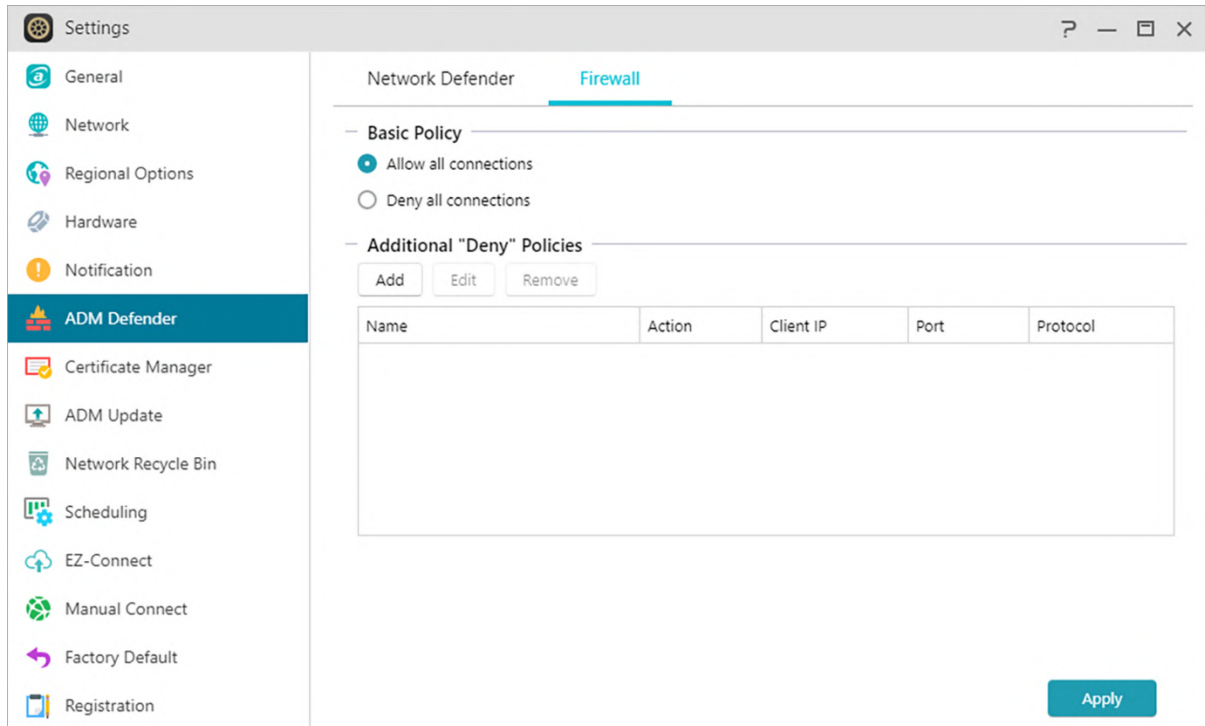 Settings
General
Network
Regional Options
Hardware
Notification
ADM Defender
Certificate Manager
ADM Update
Network Recycle Bin
Scheduling
EZ-Connect
Manual Connect
Factory Default
Registration
Network Defender Firewall
Basic Policy
Allow all connections
Deny all connections
Additional "Deny" Policies
Add Edit Remove
Name Action Client IP Port Protocol
Apply